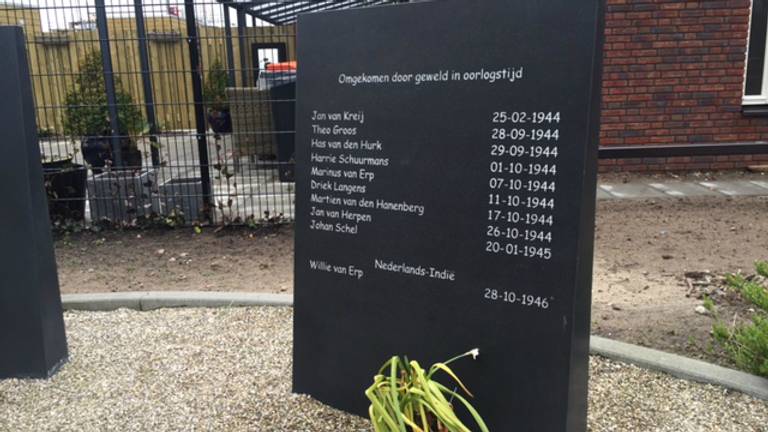 Omgekomen door geweld in oorlogstijd
Jan van Kreij 25-02-1944
Theo Groos 28-09-1944
Has van den Hurk 29-09-1944
Harrie Schuurmans 01-10-1944
Marinus van Erp 07-10-1944
Driek Langens 11-10-1944
Martien van den Hanenberg 17-10-1944
Jan van Herpen 26-10-1944
Johan Schel 20-01-1945
Nederlands-Indië
Willie van Erp 28-10-1946